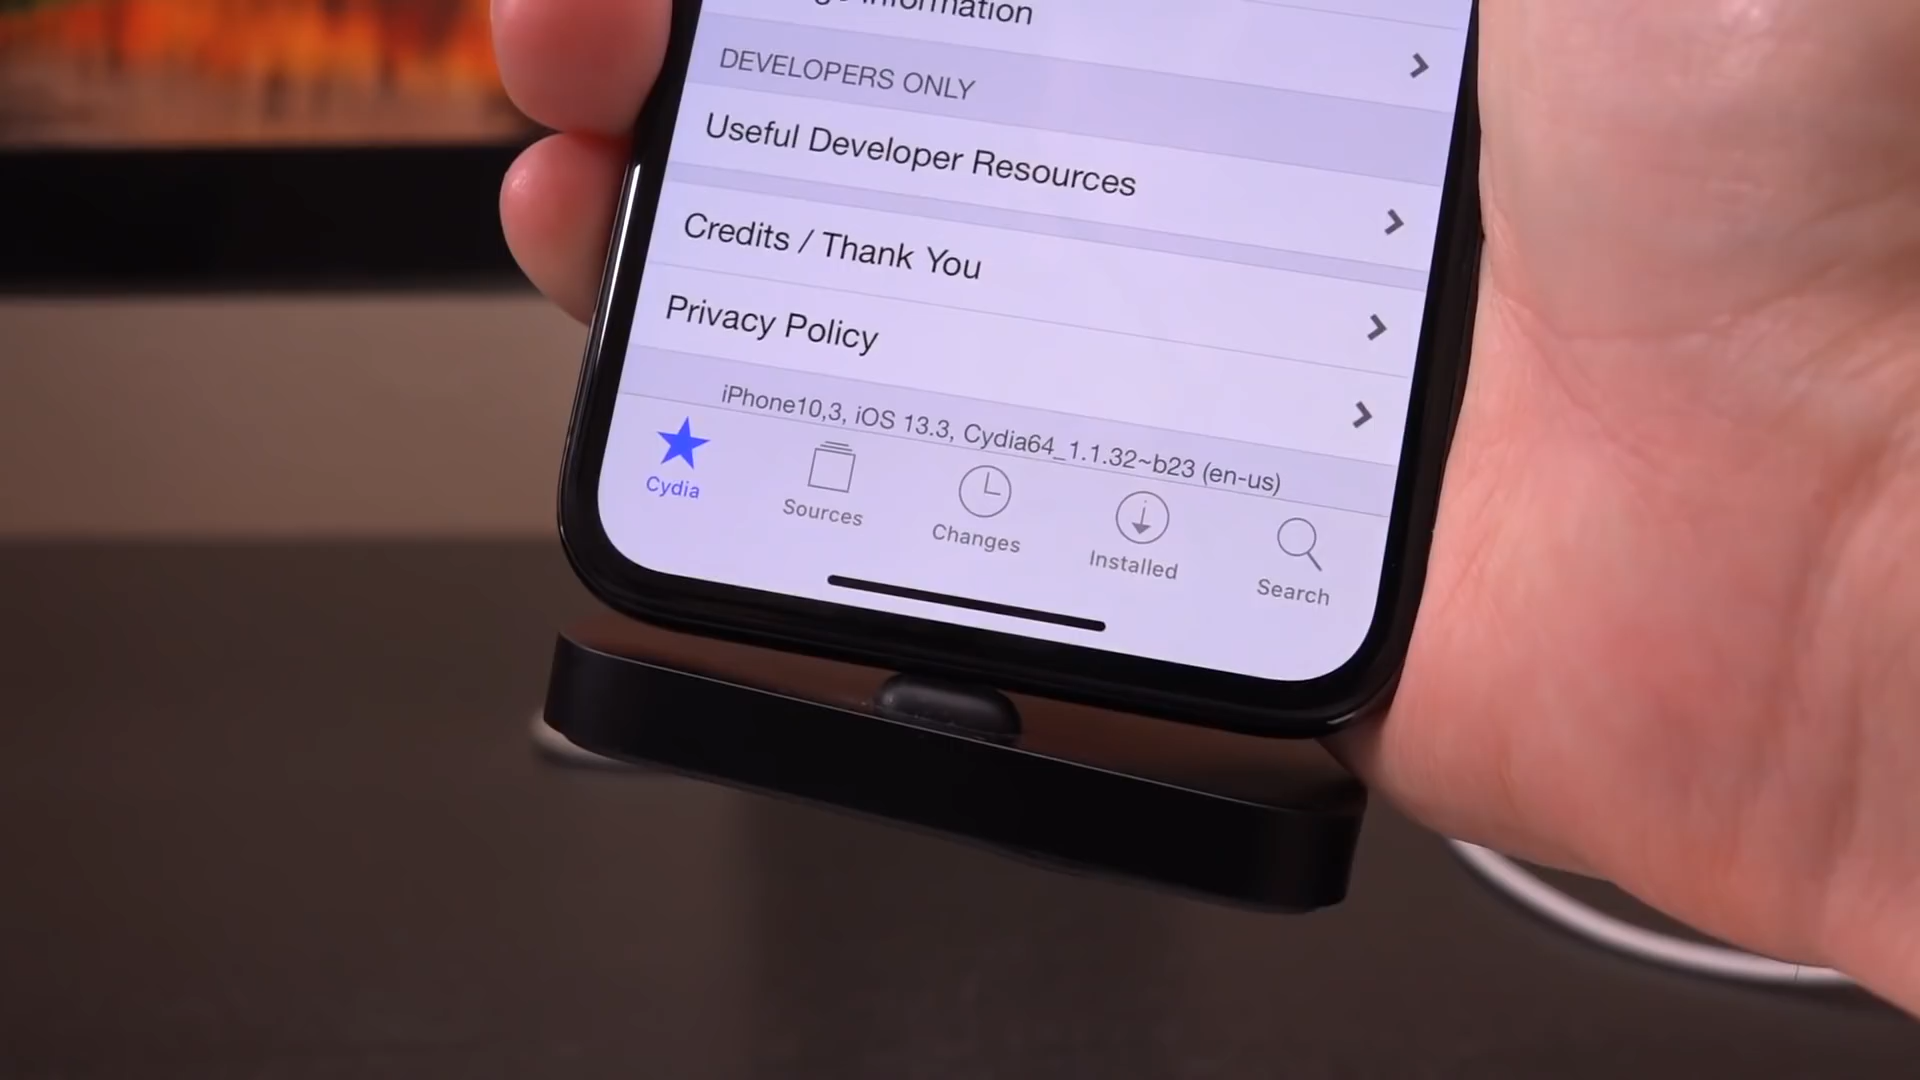 Information
DEVELOPERS ONLY
Useful Developer Resources
Credits / Thank You
Privacy Policy
iPhone10,3, iOS 13.3, Cydia64_1.1.32~b23 (en-us)
Cydia
Sources
Changes
Installed
Search